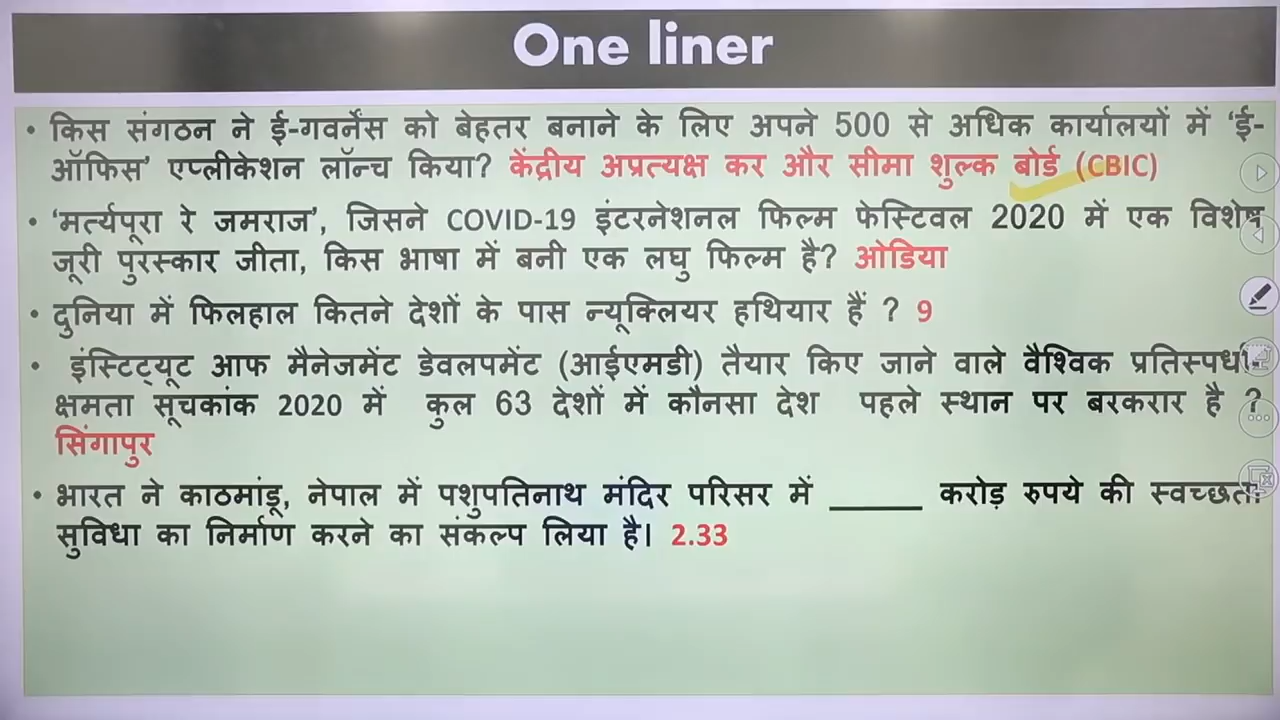 One liner
• किस संगठन ने ई-गवर्नेंस को बेहतर बनाने के लिए अपने 500 से अधिक कार्यालयों में ‘ई-
ऑफिस’ एप्लीकेशन लॉन्च किया? केंद्रीय अप्रत्यक्ष कर और सीमा शुल्क बोर्ड (CBIC)
• ‘मर्त्यपूरा रे जमराज’, जिसने COVID-19 इंटरनेशनल फिल्म फेस्टिवल 2020 में एक विशेष
जूरी पुरस्कार जीता, किस भाषा में बनी एक लघु फिल्म है? ओडिया
• दुनिया में फिलहाल कितने देशों के पास न्यूक्लियर हथियार हैं ? 9
• इंस्टिट्यूट आफ मैनेजमेंट डेवलपमेंट (आईएमडी) तैयार किए जाने वाले वैश्विक प्रतिस्पर्धा-
क्षमता सूचकांक 2020 में कुल 63 देशों में कौनसा देश पहले स्थान पर बरकरार है ?
सिंगापुर
• भारत ने काठमांडू, नेपाल में पशुपतिनाथ मंदिर परिसर में ______ करोड़ रुपये की स्वच्छता
सुविधा का निर्माण करने का संकल्प लिया है। 2.33